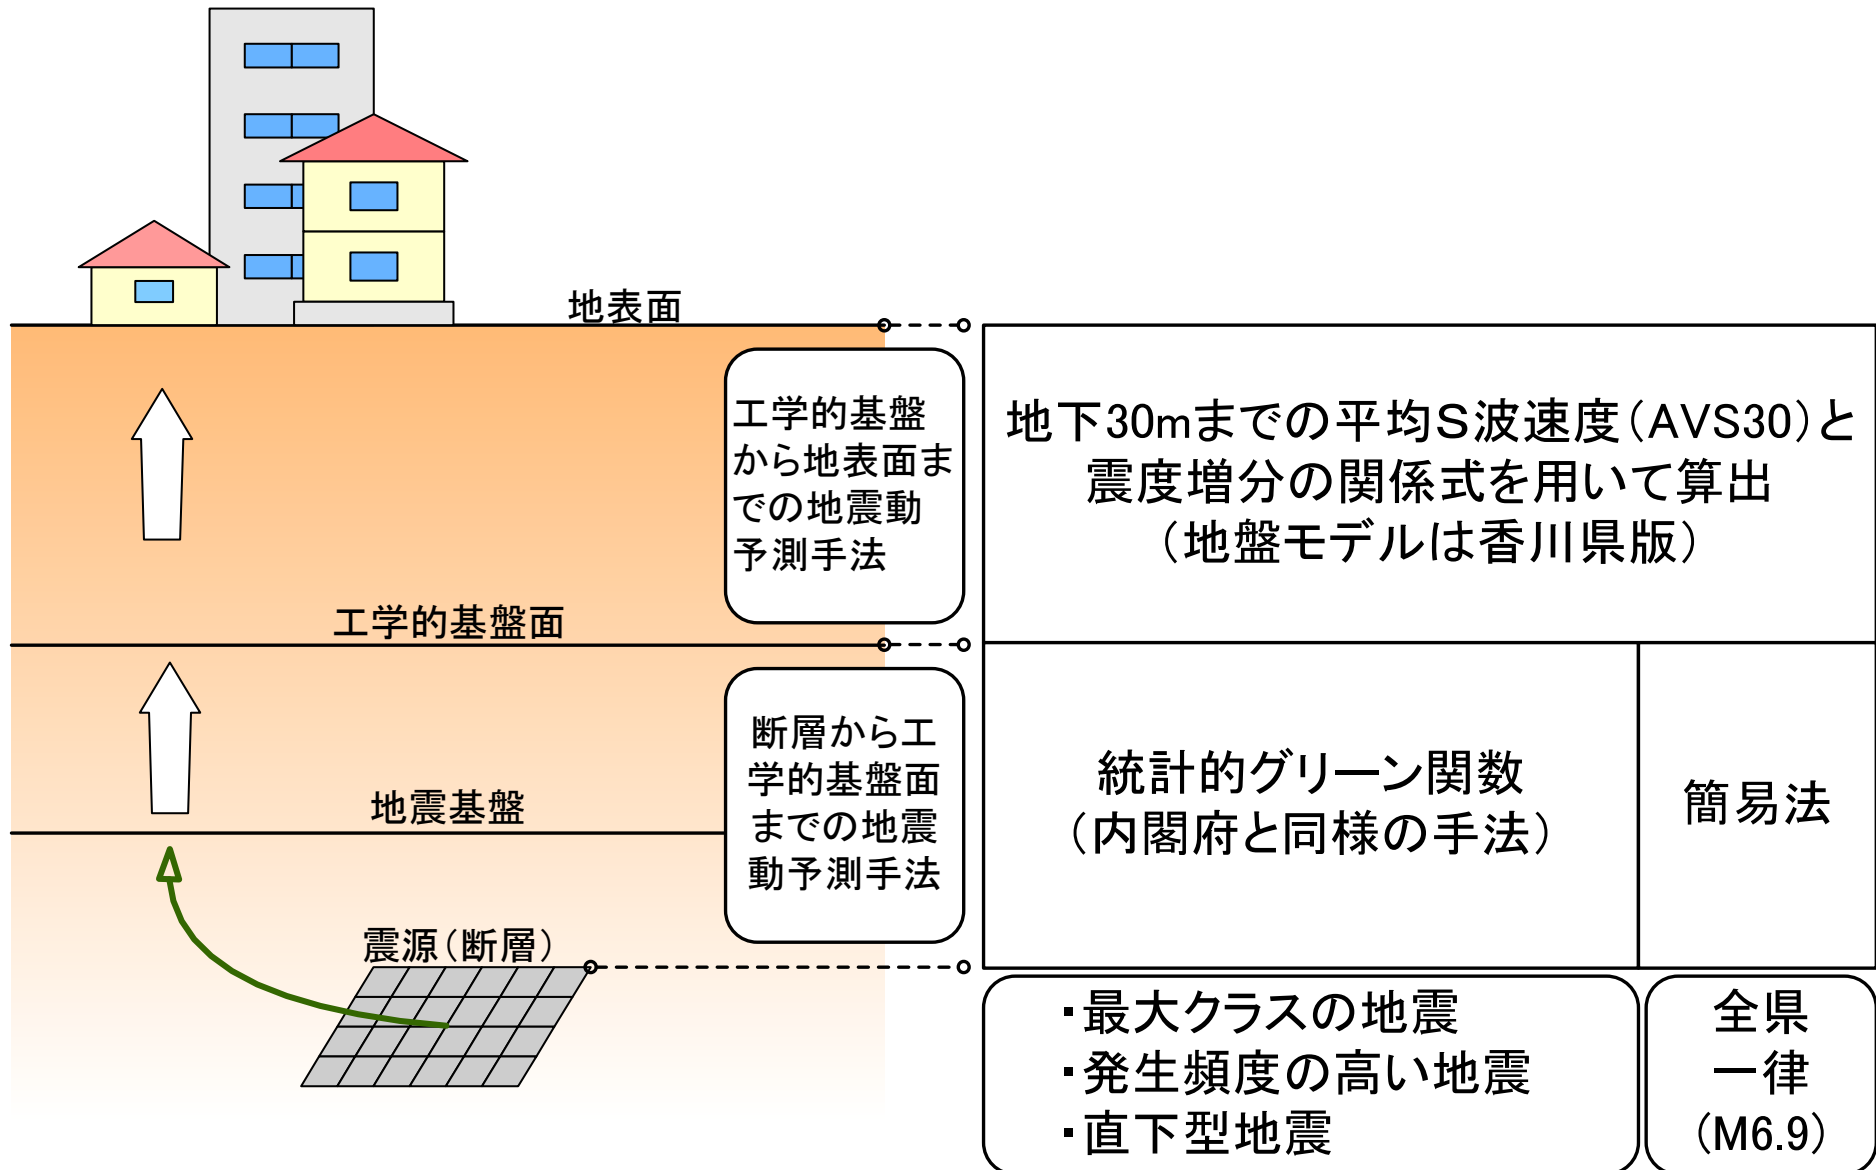 地表面
工学的基盤
から地表面ま
での地震動
予測手法
地下30mまでの平均S波速度(AVS30)と
震度増分の関係式を用いて算出
(地盤モデルは香川県版)
工学的基盤面
断層から工
学的基盤面
までの地震
動予測手法
統計的グリーン関数
(内閣府と同様の手法)
簡易法
地震基盤
震源(断層)
・最大クラスの地震
・発生頻度の高い地震
・直下型地震
全県
一律
(M6.9)